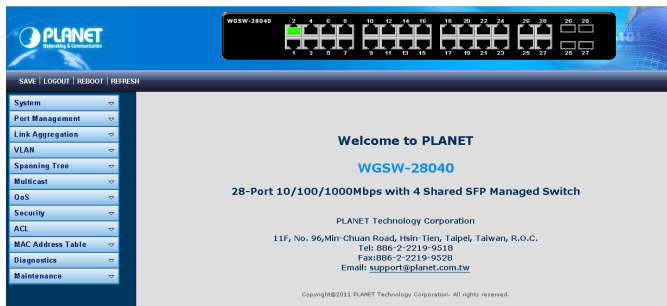 PLANET
Networking & Communication
WGSW-28040
2 4 6 8 10 12 14 16 18 20 22 24 26 28 26 28
1 3 5 7 9 11 13 15 17 19 21 23 25 27 25 27
SAVE | LOGOUT | REBOOT | REFRESH
System
Port Management
Link Aggregation
VLAN
Spanning Tree
Multicast
QoS
Security
ACL
MAC Address Table
Diagnostics
Maintenance
Welcome to PLANET
WGSW-28040
28-Port 10/100/1000Mbps with 4 Shared SFP Managed Switch
PLANET Technology Corporation
11F, No. 96,Min-Chuan Road, Hsin-Tien, Taipei, Taiwan, R.O.C.
Tel: 886-2-2219-9518
Fax:886-2-2219-9528
Email: support@planet.com.tw
Copyright©2011 PLANET Technology Corporation. All rights reserved.